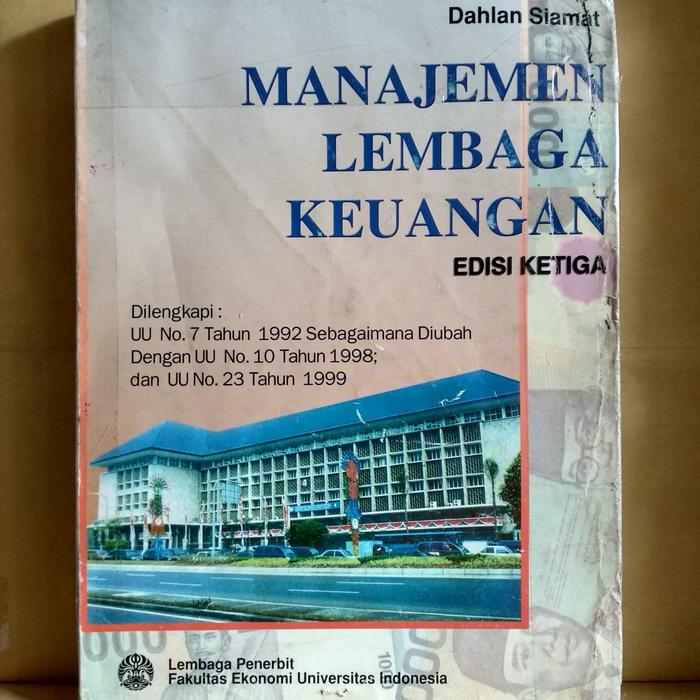 Dahlan Siamat
MANAJEMEN
LEMBAGA
KEUANGAN
EDISI KETIGA
Dilengkapi :
UU No. 7 Tahun 1992 Sebagaimana Diubah
Dengan UU No. 10 Tahun 1998;
dan UU No. 23 Tahun 1999
Lembaga Penerbit
Fakultas Ekonomi Universitas Indonesia